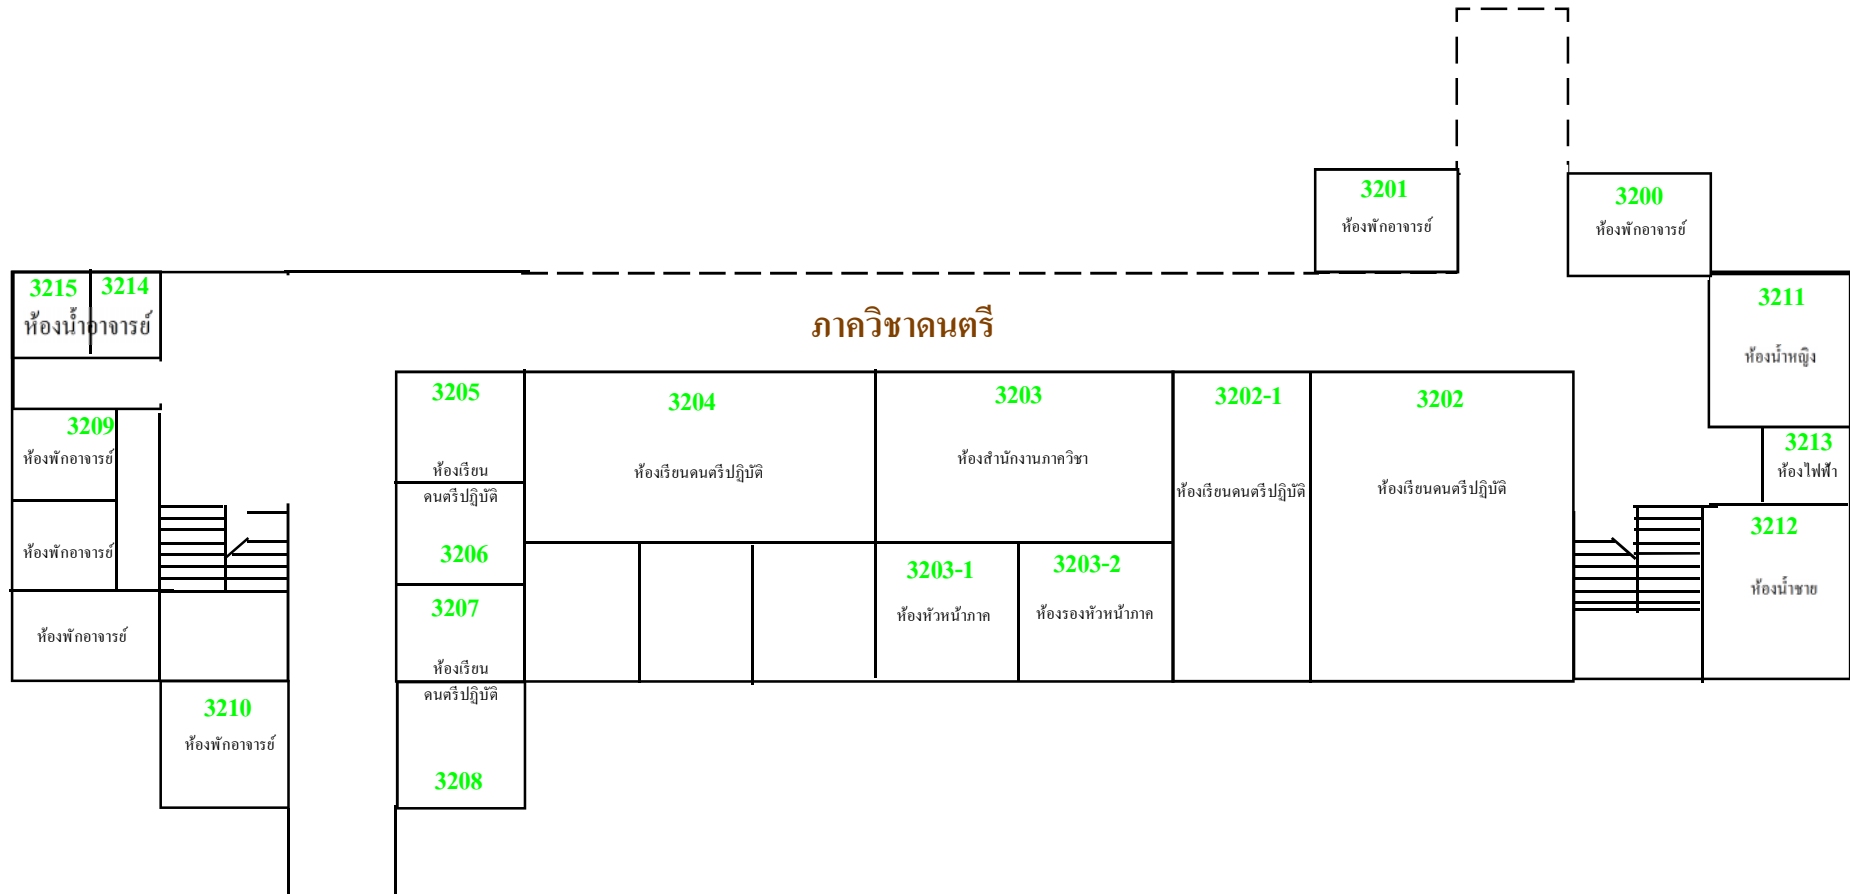 3201
ห้องพักอาจารย์
3200
ห้องพักอาจารย์
3215
3214
ห้องน้ำอาจารย์
ภาควิชาดนตรี
3211
ห้องน้ำหญิง
3205
ห้องเรียน
ดนตรีปฏิบัติ
3206
3204
ห้องเรียนดนตรีปฏิบัติ
3203
ห้องสำนักงานภาควิชา
3202-1
ห้องเรียนดนตรีปฏิบัติ
3202
ห้องเรียนดนตรีปฏิบัติ
3209
ห้องพักอาจารย์
ห้องพักอาจารย์
ห้องพักอาจารย์
3213
ห้องไฟฟ้า
3212
ห้องน้ำชาย
3203-1
ห้องหัวหน้าภาค
3203-2
ห้องรองหัวหน้าภาค
3207
ห้องเรียน
ดนตรีปฏิบัติ
3208
3210
ห้องพักอาจารย์